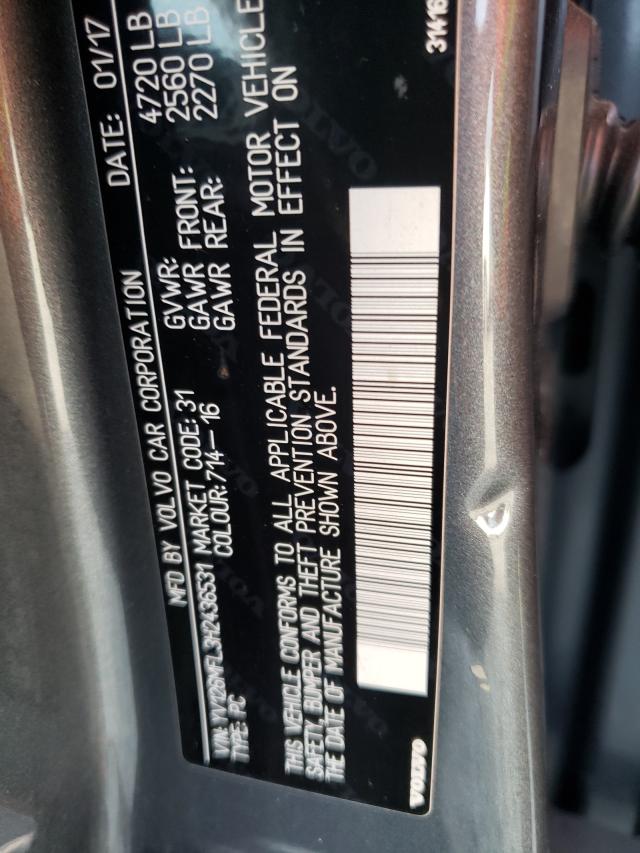 MFD BY VOLVO CAR CORPORATION DATE: 01/17
GVWR: 4720 LB
VIN: YV126MFL3H2436531 MARKET CODE: 31 GAWR FRONT: 2560 LB
TYPE: PC COLOUR: 714-16 GAWR REAR: 2270 LB
THIS VEHICLE CONFORMS TO ALL APPLICABLE FEDERAL MOTOR VEHICLE
SAFETY, BUMPER AND THEFT PREVENTION STANDARDS IN EFFECT ON
THE DATE OF MANUFACTURE SHOWN ABOVE.
VOLVO 31416